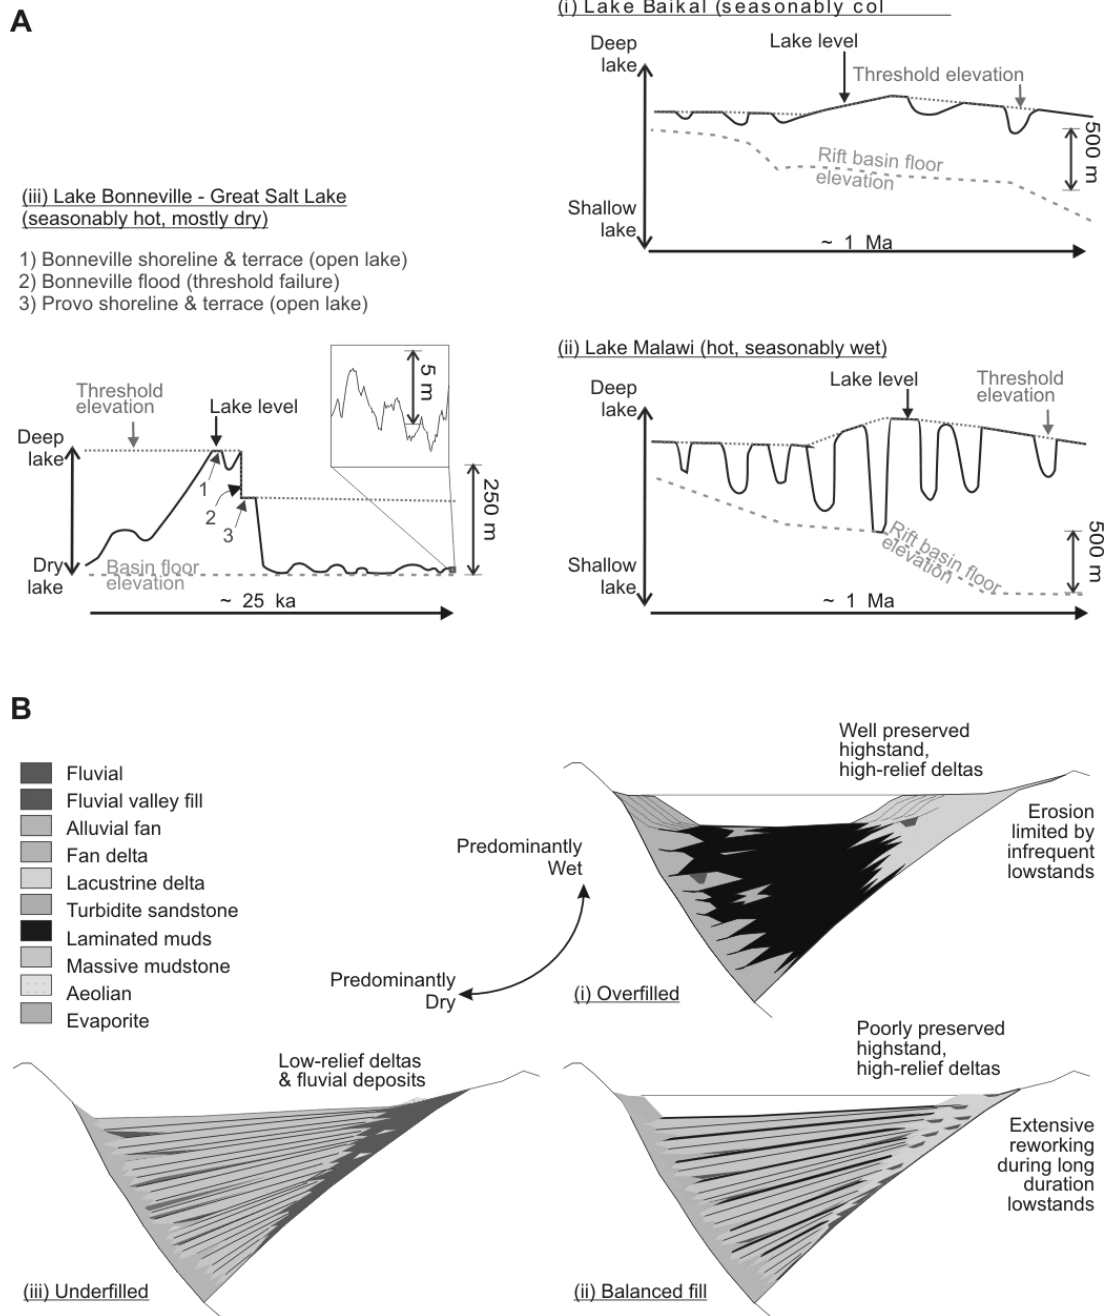 A
(i) Lake Baikal (seasonably col
Deep
lake
Lake level
Threshold elevation
500 m
Rift basin floor
elevation
Shallow
lake
~ 1 Ma
(iii) Lake Bonneville - Great Salt Lake
(seasonably hot, mostly dry)
1) Bonneville shoreline & terrace (open lake)
2) Bonneville flood (threshold failure)
3) Provo shoreline & terrace (open lake)
Threshold
elevation
Lake level
5 m
Deep
lake
1
2
3
250 m
Dry
lake
Basin floor
elevation
~ 25 ka
(ii) Lake Malawi (hot, seasonably wet)
Deep
lake
Lake level
Threshold
elevation
500 m
Rift basin floor
elevation
Shallow
lake
~ 1 Ma
B
Fluvial
Fluvial valley fill
Alluvial fan
Fan delta
Lacustrine delta
Turbidite sandstone
Laminated muds
Massive mudstone
Aeolian
Evaporite
Predominantly
Wet
Predominantly
Dry
Well preserved
highstand,
high-relief deltas
Erosion
limited by
infrequent
lowstands
(i) Overfilled
Low-relief deltas
& fluvial deposits
(iii) Underfilled
Poorly preserved
highstand,
high-relief deltas
Extensive
reworking
during long
duration
lowstands
(ii) Balanced fill